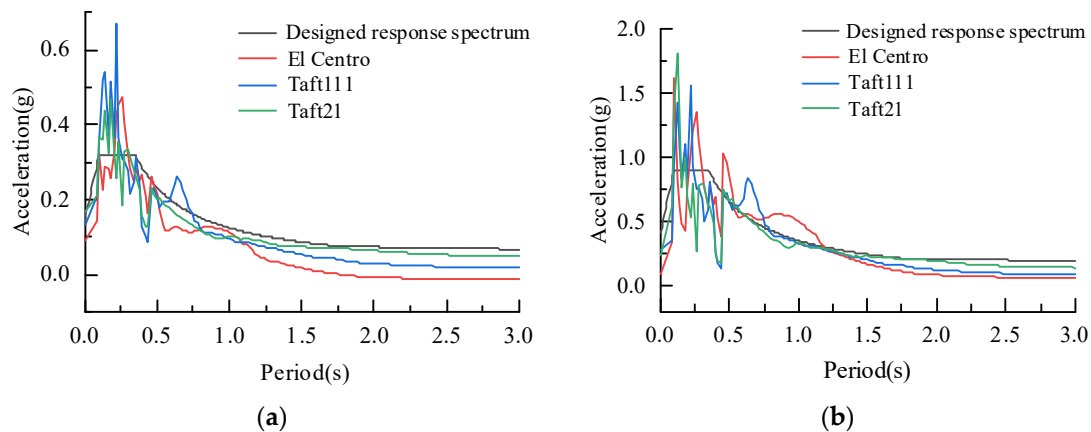 0.6
0.4
0.2
0.0
Acceleration(g)
Designed response spectrum
El Centro
Taft111
Taft21
0.0 0.5 1.0 1.5 2.0 2.5 3.0
Period(s)
(a)
2.0
1.5
1.0
0.5
0.0
Acceleration(g)
Designed response spectrum
El Centro
Taft111
Taft21
0.0 0.5 1.0 1.5 2.0 2.5 3.0
Period(s)
(b)